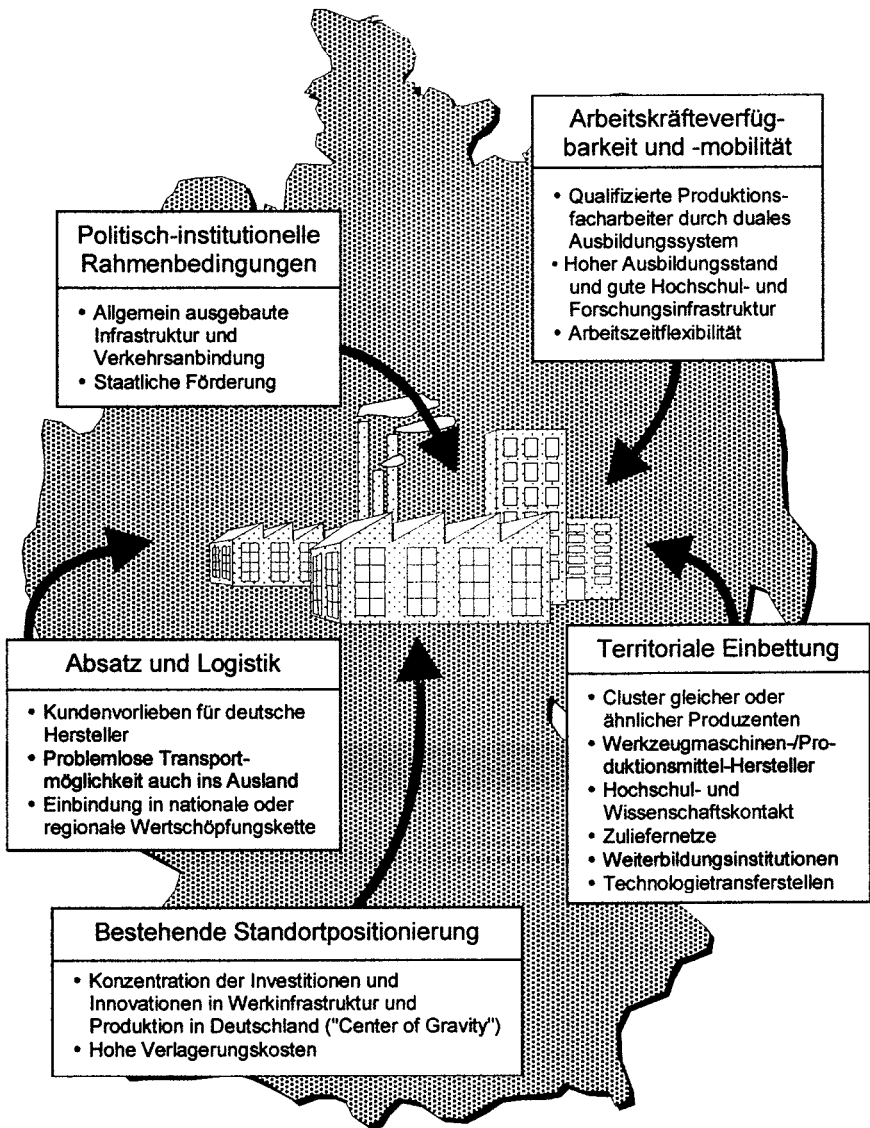 Arbeitskräfteverfüg-
barkeit und -mobilität
• Qualifizierte Produktions-
facharbeiter durch duales
Ausbildungssystem
• Hoher Ausbildungsstand
und gute Hochschul- und
Forschungsinfrastruktur
• Arbeitszeitflexibilität
Politisch-institutionelle
Rahmenbedingungen
• Allgemein ausgebaute
Infrastruktur und
Verkehrsanbindung
• Staatliche Förderung
Absatz und Logistik
• Kundenvorlieben für deutsche
Hersteller
• Problemlose Transport-
möglichkeit auch ins Ausland
• Einbindung in nationale oder
regionale Wertschöpfungskette
Territoriale Einbettung
• Cluster gleicher oder
ähnlicher Produzenten
• Werkzeugmaschinen-/Pro-
duktionsmittel-Hersteller
• Hochschul- und
Wissenschaftskontakt
• Zuliefernetze
• Weiterbildungsinstitutionen
• Technologietransferstellen
Bestehende Standortpositionierung
• Konzentration der Investitionen und
Innovationen in Werkinfrastruktur und
Produktion in Deutschland ("Center of Gravity")
• Hohe Verlagerungskosten